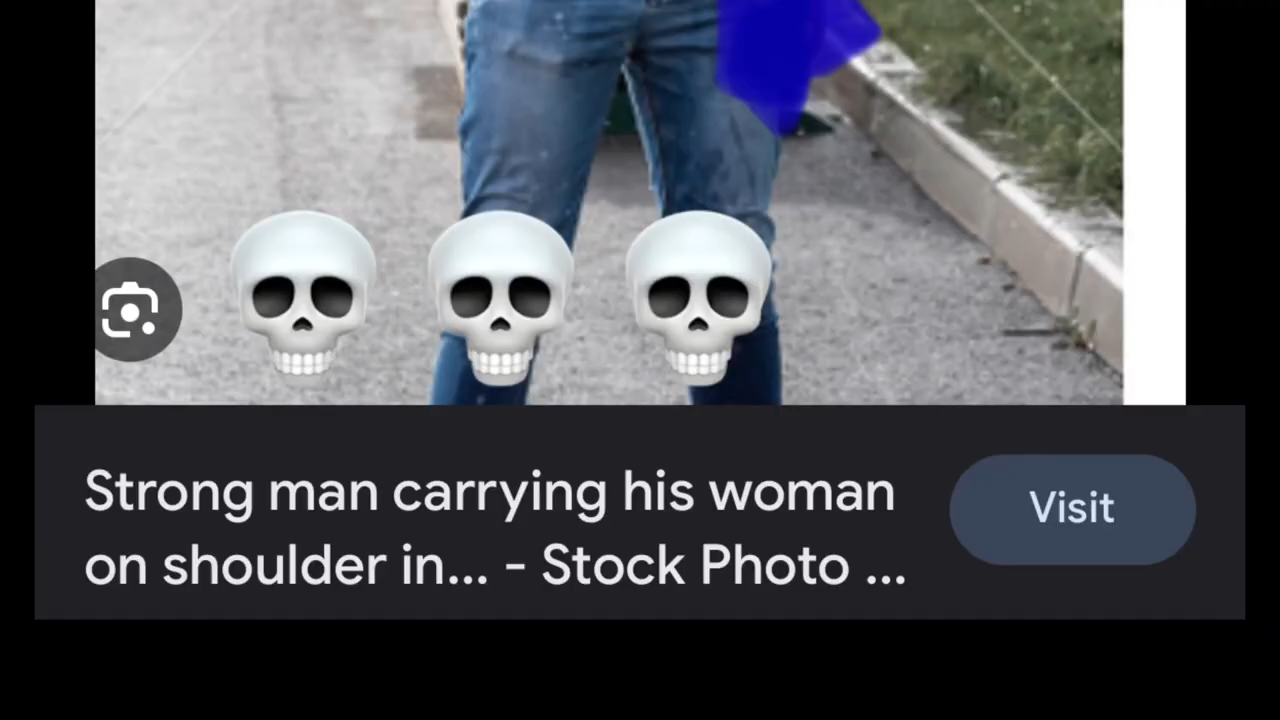 Strong man carrying his woman
on shoulder in... - Stock Photo ...
Visit